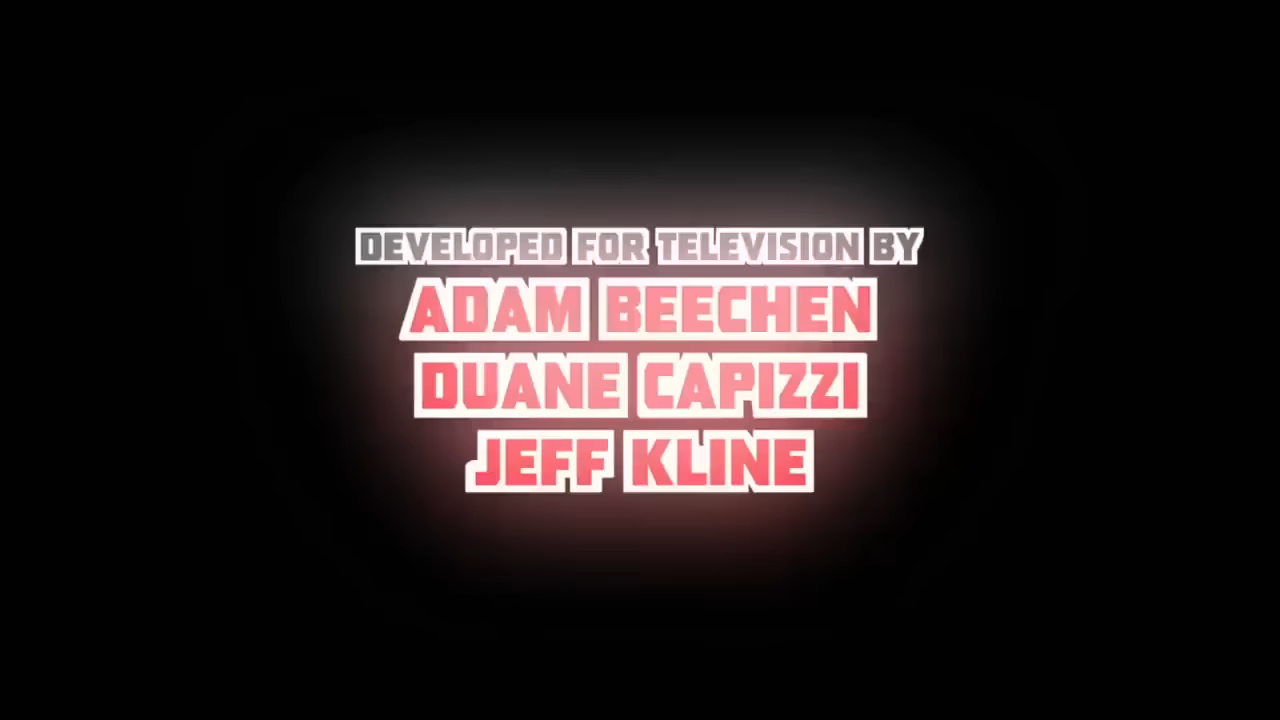 DEVELOPED FOR TELEVISION BY
ADAM BEECHEN
DUANE CAPIZZI
JEFF KLINE